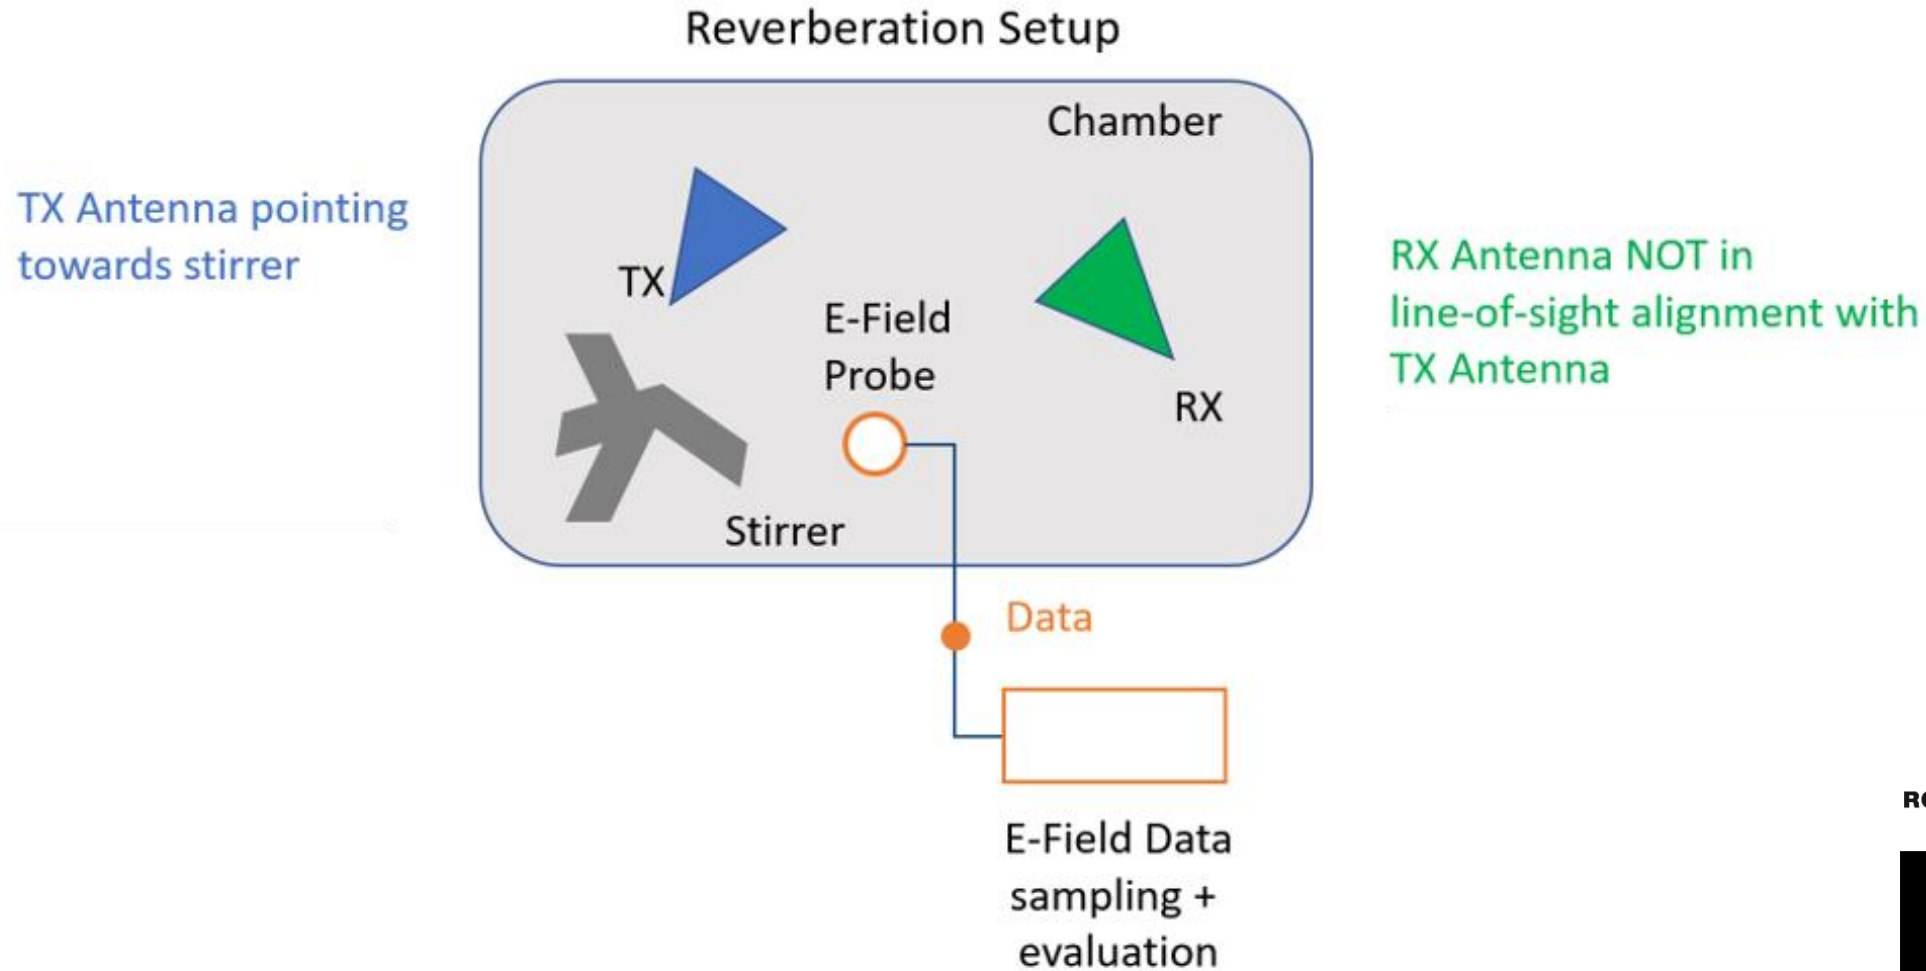 Reverberation Setup
Chamber
TX Antenna pointing
towards stirrer
TX
E-Field
Probe
RX Antenna NOT in
line-of-sight alignment with
TX Antenna
RX
Stirrer
Data
E-Field Data
sampling +
evaluation